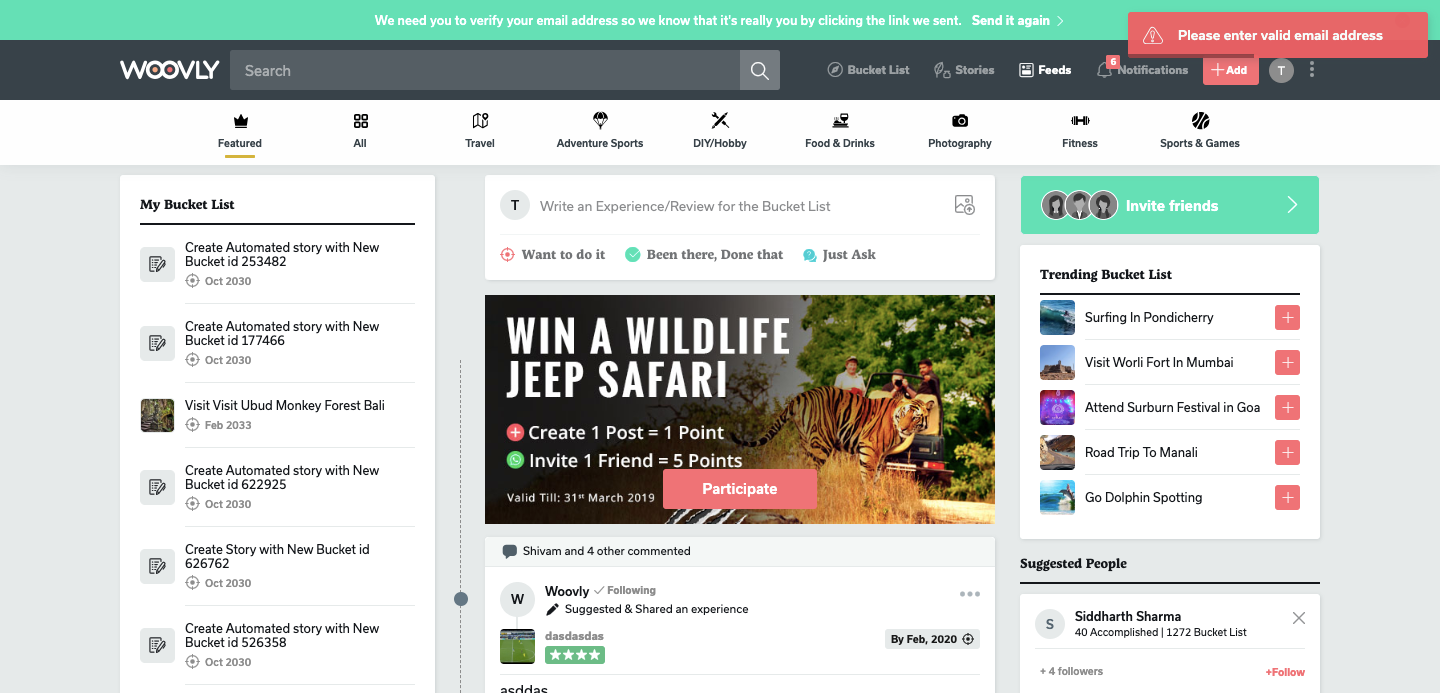 We need you to verify your email address so we know that it's really you by clicking the link we sent. Send it again
Please enter valid email address
WOOVLY
Search
Bucket List
Stories
Feeds
6
Notifications
Add
T
Featured
All
Travel
Adventure Sports
DIY/Hobby
Food & Drinks
Photography
Fitness
Sports & Games
My Bucket List
Create Automated story with New
Bucket id 253482
Oct 2030
Create Automated story with New
Bucket id 177466
Oct 2030
Visit Visit Ubud Monkey Forest Bali
Feb 2033
Create Automated story with New
Bucket id 622925
Oct 2030
Create Story with New Bucket id
626762
Oct 2030
Create Automated story with New
Bucket id 526358
Oct 2030
T
Write an Experience/Review for the Bucket List
Want to do it
Been there, Done that
Just Ask
WIN A WILDLIFE
JEEP SAFARI
Create 1 Post = 1 Point
Invite 1 Friend = 5 Points
Valid Till: 31st March 2019
Participate
Shivam and 4 other commented
W
Woovly
Following
Suggested & Shared an experience
dasdasdas
By Feb, 2020
asddas
Invite friends
Trending Bucket List
Surfing In Pondicherry
Visit Worli Fort In Mumbai
Attend Surburn Festival in Goa
Road Trip To Manali
Go Dolphin Spotting
Suggested People
S
Siddharth Sharma
40 Accomplished | 1272 Bucket List
+ 4 followers
+Follow